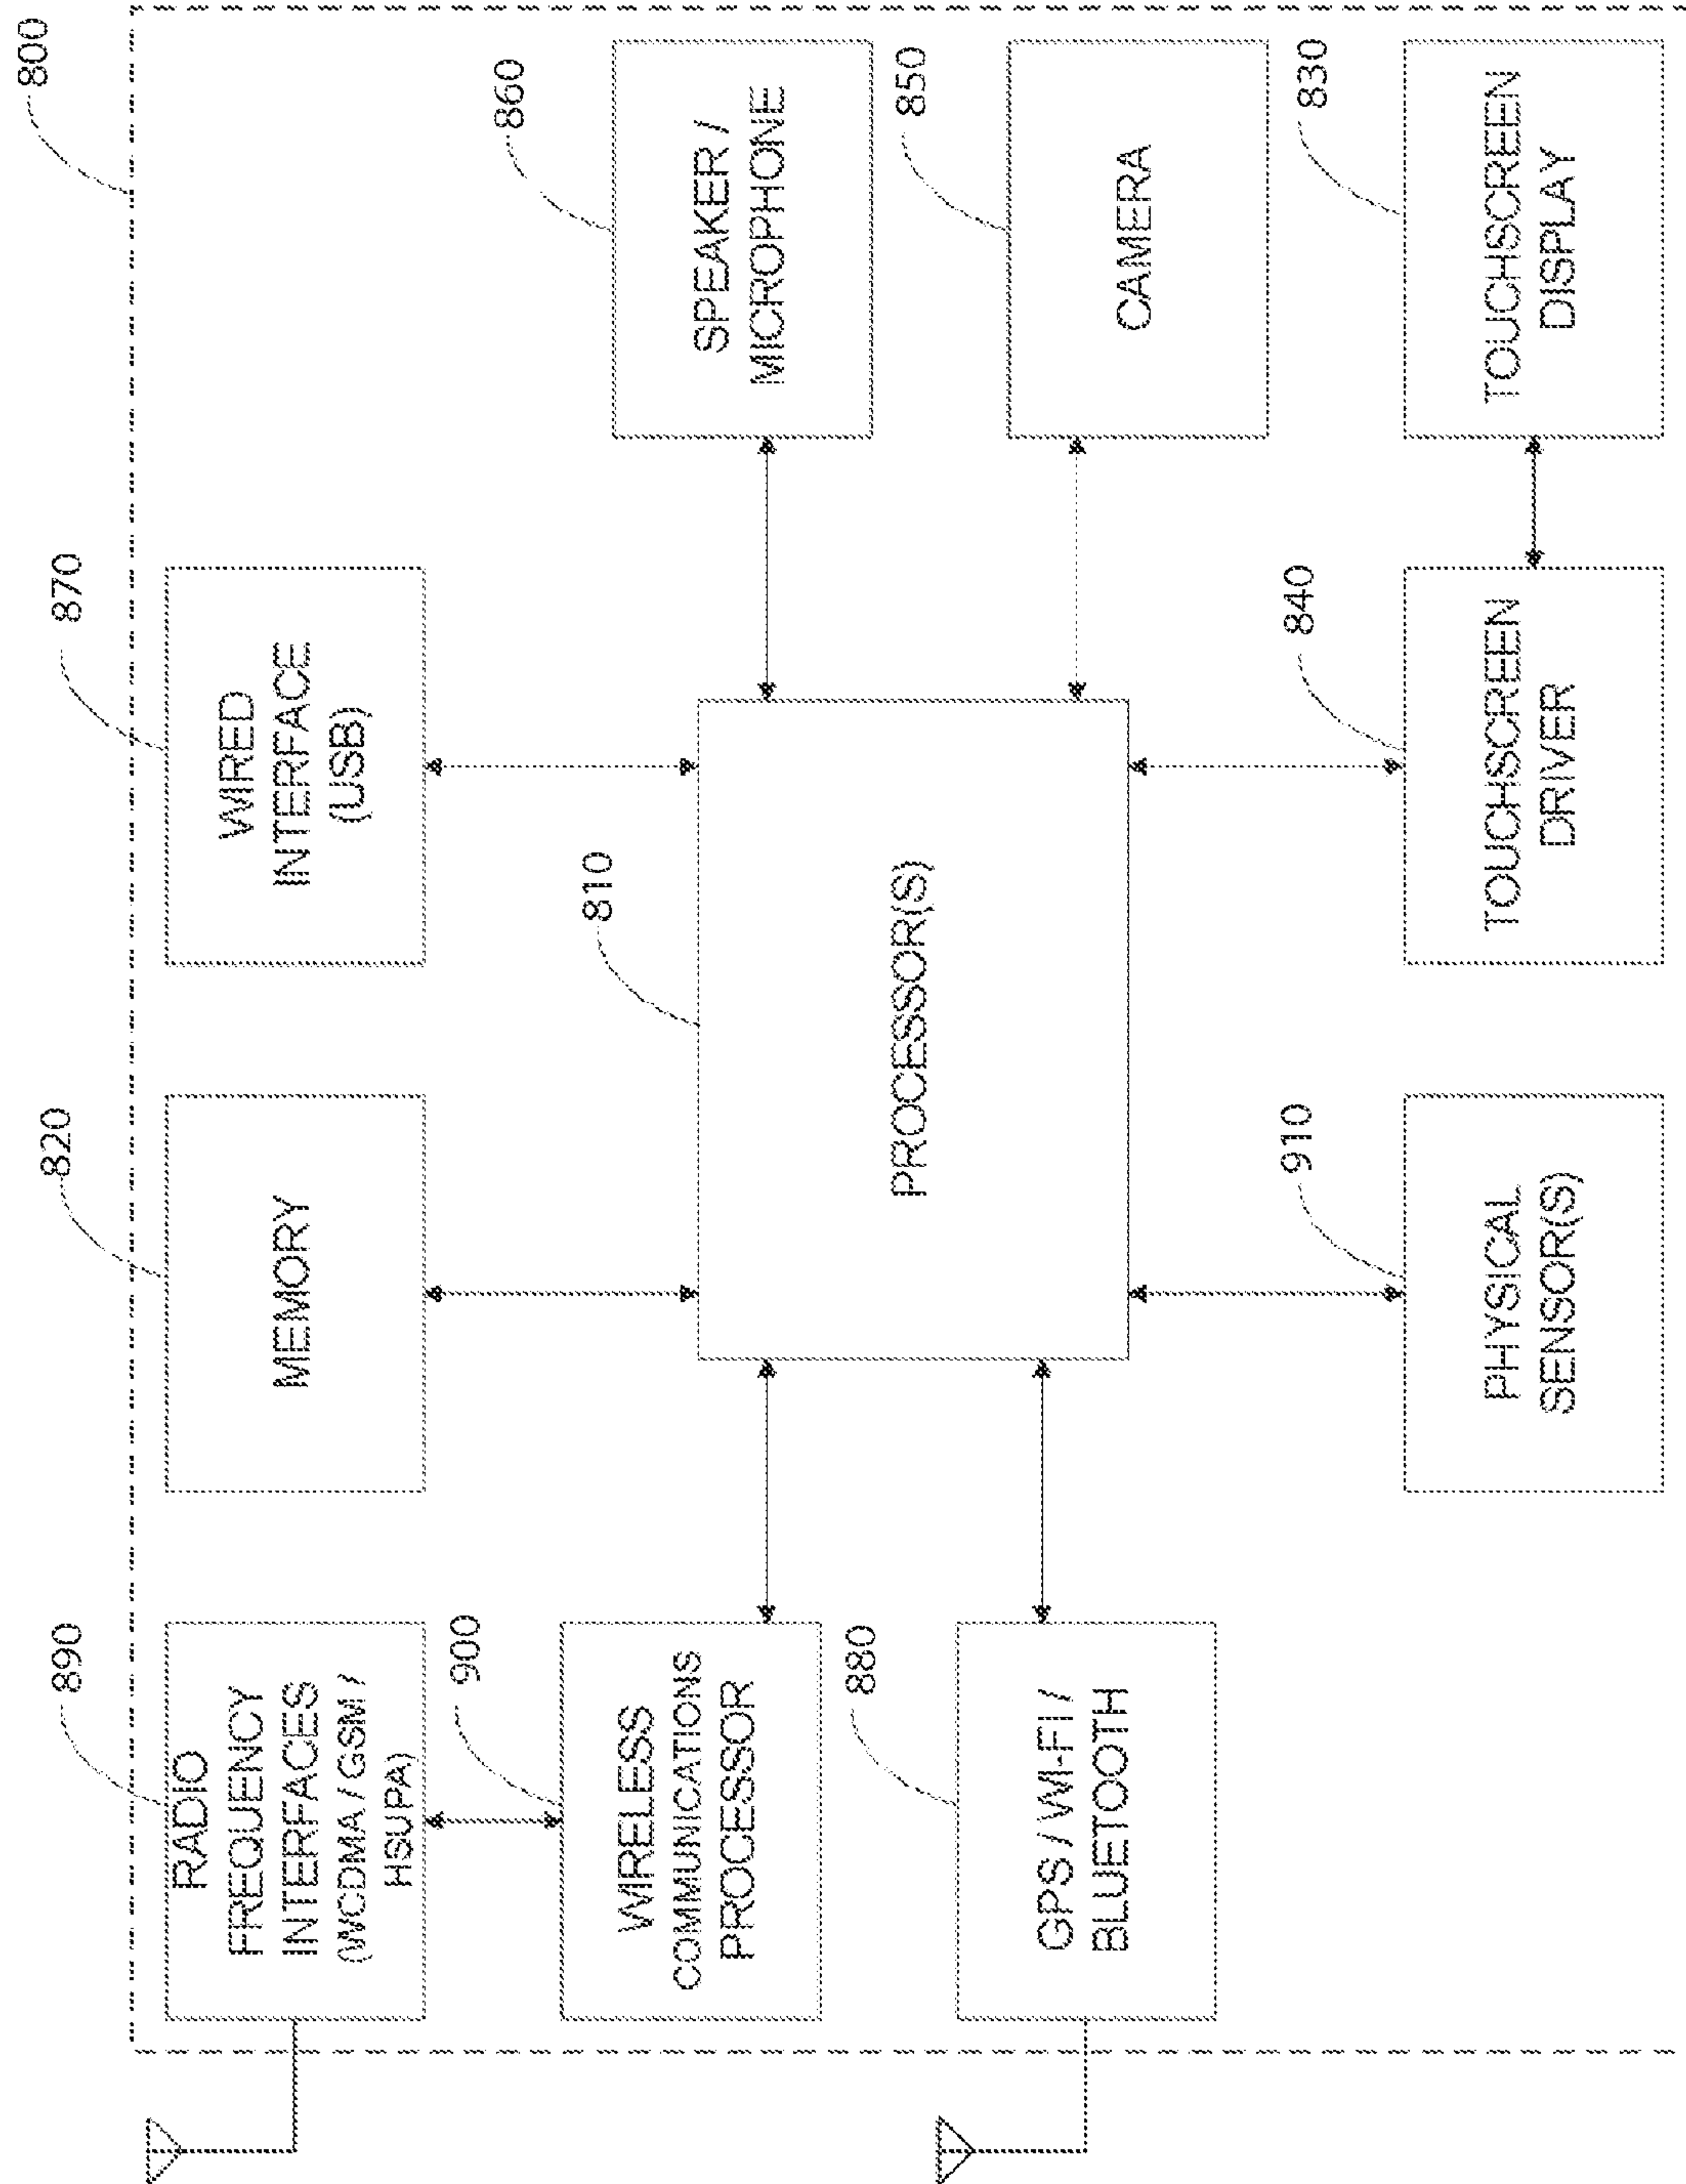 800
890
RADIO
FREQUENCY
INTERFACES
(WCDMA / GSM /
HSUPA)
820
MEMORY
870
WIRED
INTERFACE
(USB)
900
WIRELESS
COMMUNICATIONS
PROCESSOR
810
PROCESSOR(S)
860
SPEAKER /
MICROPHONE
880
GPS / WI-FI /
BLUETOOTH
850
CAMERA
910
PHYSICAL
SENSOR(S)
840
TOUCHSCREEN
DRIVER
830
TOUCHSCREEN
DISPLAY